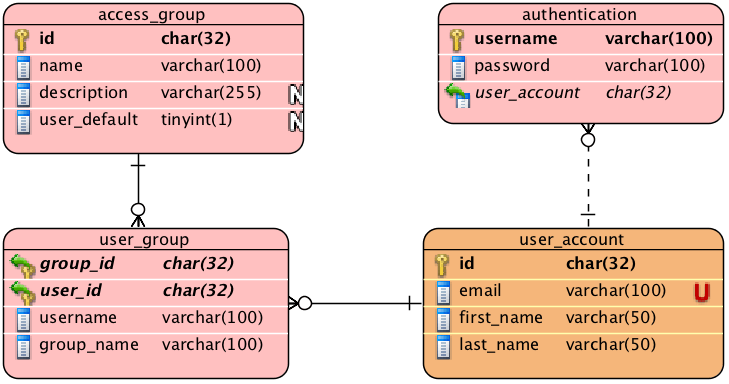 access_group
id char(32)
name varchar(100)
description varchar(255) N
user_default tinyint(1) N
authentication
username varchar(100)
password varchar(100)
user_account char(32)
user_group
group_id char(32)
user_id char(32)
username varchar(100)
group_name varchar(100)
user_account
id char(32)
email varchar(100) U
first_name varchar(50)
last_name varchar(50)